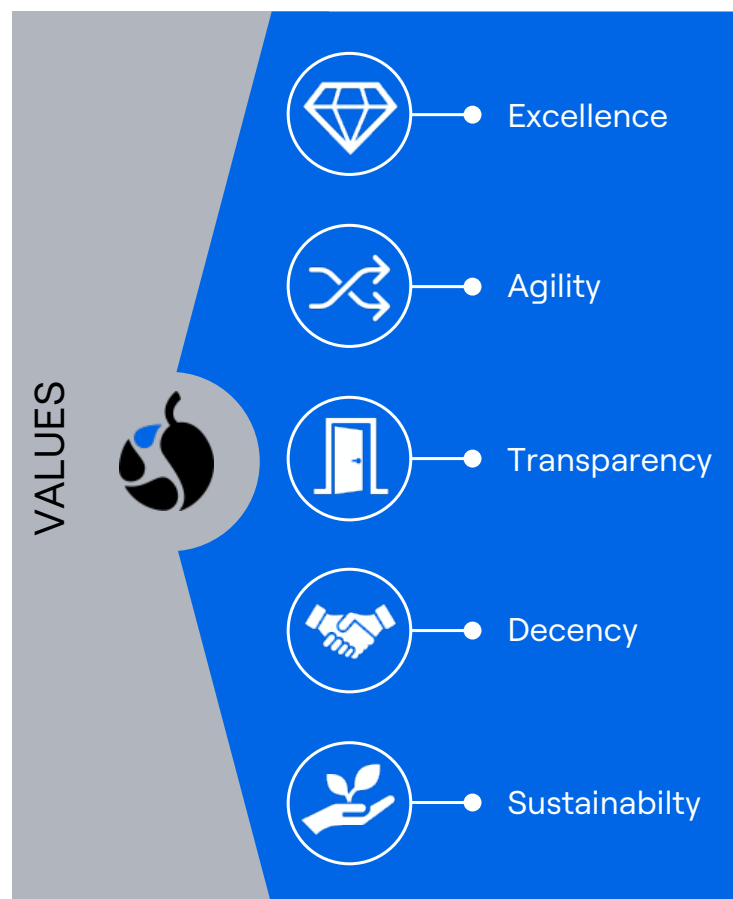 VALUES
Excellence
Agility
Transparency
Decency
Sustainabilty